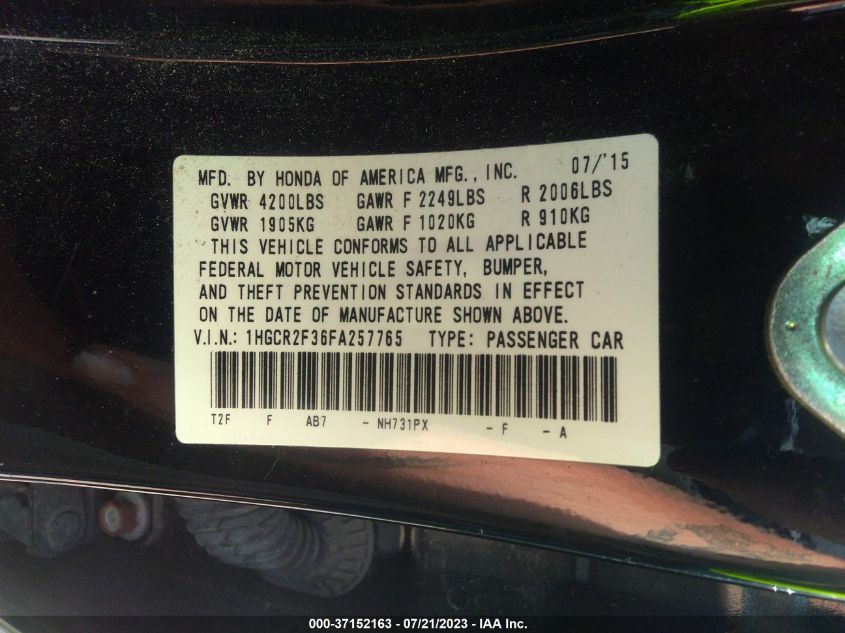 MFD. BY HONDA OF AMERICA MFG., INC. 07/'15
GVWR 4200LBS GAWR F 2249LBS R 2006LBS
GVWR 1905KG GAWR F 1020KG R 910KG
THIS VEHICLE CONFORMS TO ALL APPLICABLE
FEDERAL MOTOR VEHICLE SAFETY, BUMPER,
AND THEFT PREVENTION STANDARDS IN EFFECT
ON THE DATE OF MANUFACTURE SHOWN ABOVE.
V.I.N.: 1HGCR2F36FA257765 TYPE: PASSENGER CAR
T2F F AB7 - NH731PX - F - A
000-37152163 - 07/21/2023 - IAA Inc.